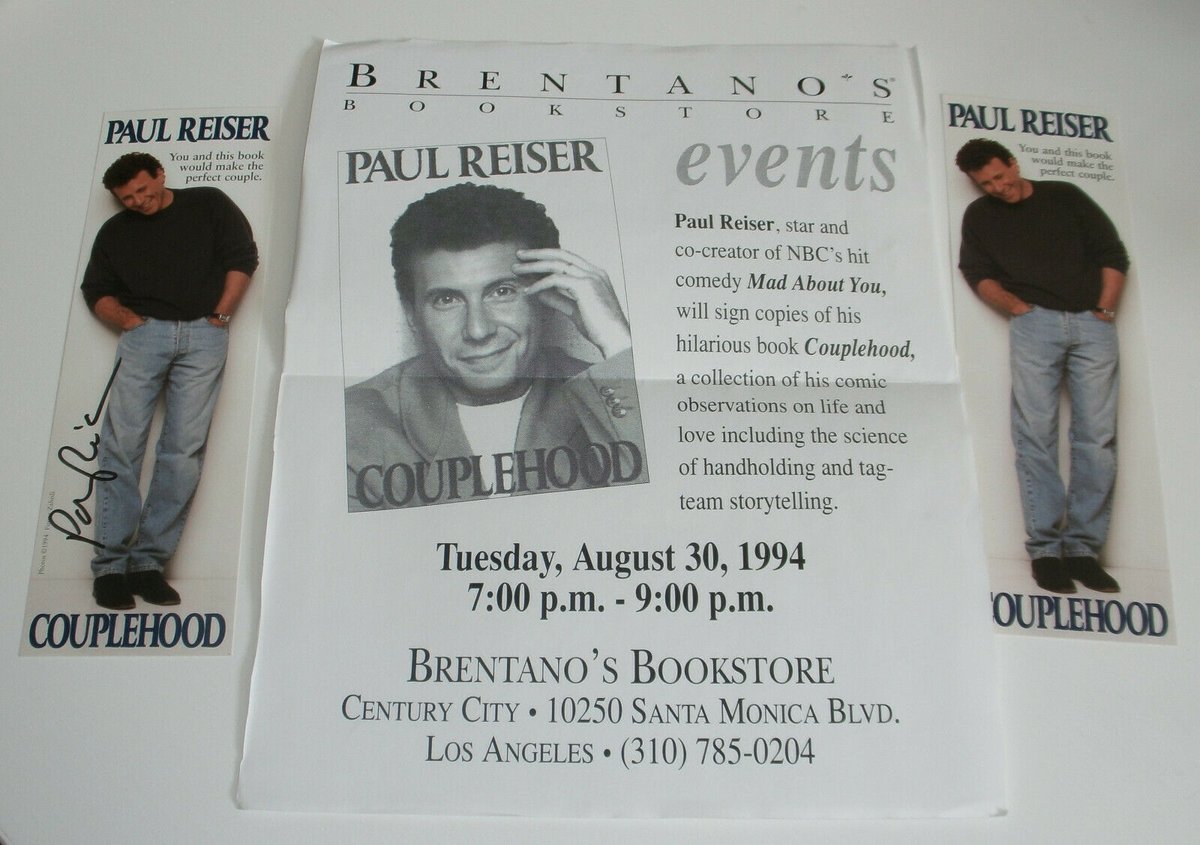 PAUL REISER
You and this book
would make the
perfect couple.
COUPLEHOOD
BRENTANO'S
BOOKSTORE
events
PAUL REISER
COUPLEHOOD
Paul Reiser, star and
co-creator of NBC's hit
comedy Mad About You,
will sign copies of his
hilarious book Couplehood,
a collection of his comic
observations on life and
love including the science
of handholding and tag-
team storytelling.
Tuesday, August 30, 1994
7:00 p.m. - 9:00 p.m.
BRENTANO'S BOOKSTORE
CENTURY CITY • 10250 SANTA MONICA BLVD.
LOS ANGELES • (310) 785-0204
PAUL REISER
You and this book
would make the
perfect couple.
OUPLEHOOD